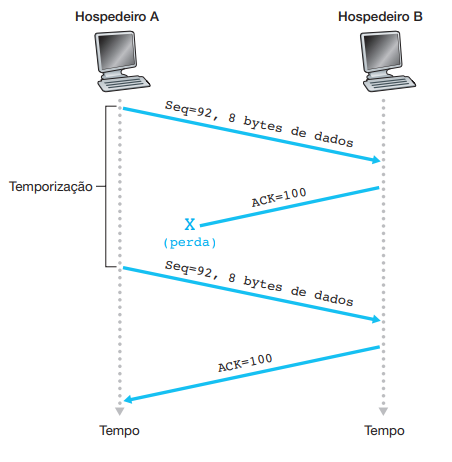 Hospedeiro A
Hospedeiro B
Seq=92, 8 bytes de dados
Temporização
ACK=100
X
(perda)
Seq=92, 8 bytes de dados
ACK=100
Tempo
Tempo